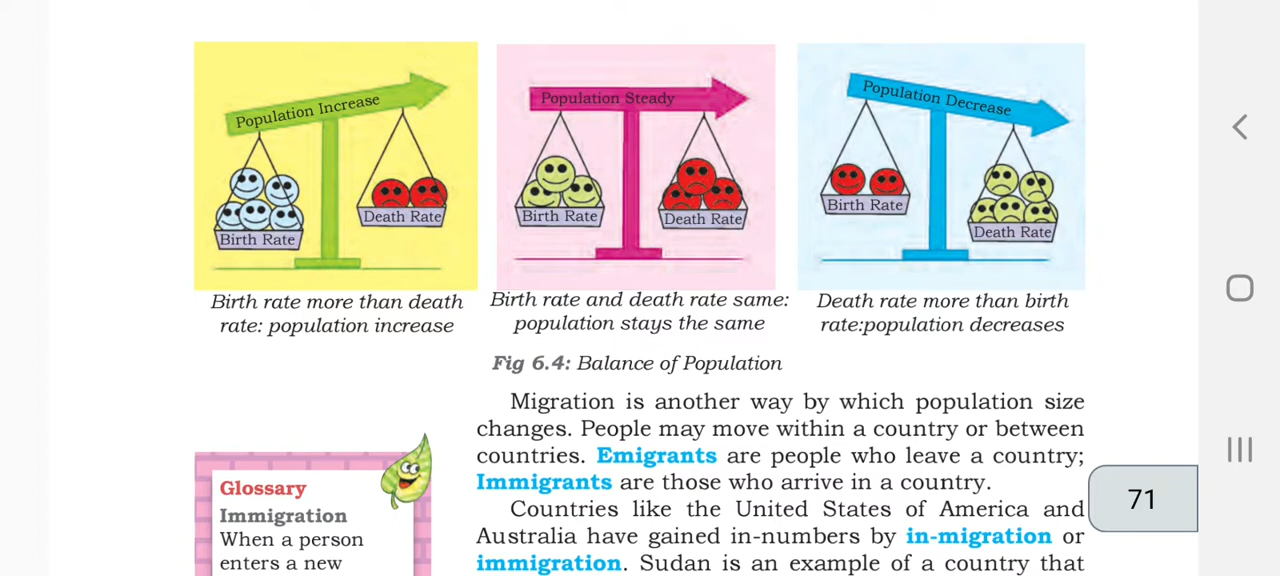 Population Increase
Birth Rate
Death Rate
Population Steady
Birth Rate
Death Rate
Population Decrease
Birth Rate
Death Rate
Birth rate more than death
rate: population increase
Birth rate and death rate same:
population stays the same
Death rate more than birth
rate:population decreases
Fig 6.4: Balance of Population
Migration is another way by which population size
changes. People may move within a country or between
countries. Emigrants are people who leave a country;
Immigrants are those who arrive in a country.
Countries like the United States of America and
Australia have gained in-numbers by in-migration or
immigration. Sudan is an example of a country that
Glossary
Immigration
When a person
enters a new
71